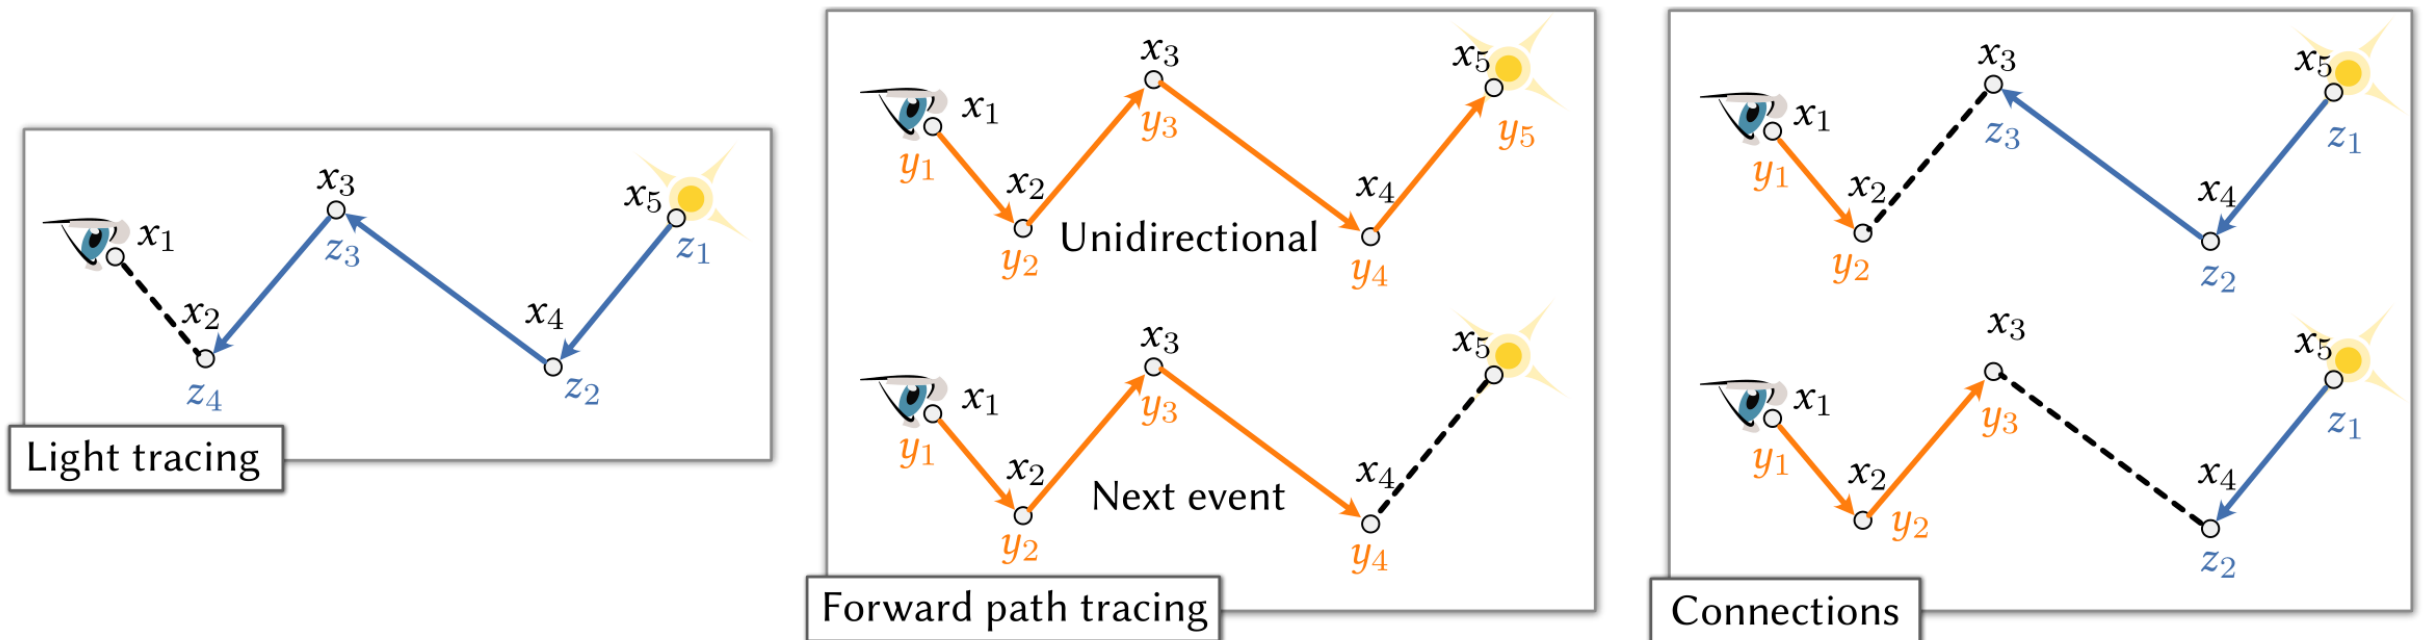 x₃
x₅
x₁
z₃
z₁
x₂
x₄
z₄
z₂
Light tracing
x₃
x₅
x₁
y₃
y₅
y₁
x₂
x₄
Unidirectional
y₂
y₄
x₃
x₅
x₁
y₃
y₁
x₂
x₄
Next event
y₂
y₄
Forward path tracing
x₃
x₅
x₁
z₃
z₁
y₁
x₂
x₄
y₂
z₂
x₃
x₅
x₁
y₃
z₁
y₁
x₂
x₄
y₂
z₂
Connections